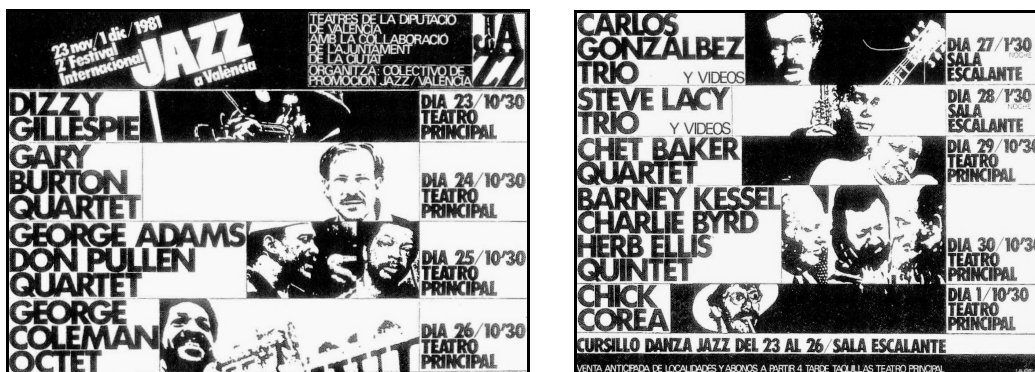 23 nov/1 dic/1981
2º Festival
Internacional
JAZZ
a València
TEATRES DE LA DIPUTACIO
DE VALENCIA
AMB LA COL.LABORACIÓ
DE LAJUNTAMENT
DE LA CIUTAT
ORGANITZA: COLECTIVO DE
PROMOCION JAZZ/VALENCIA
JAZZ
DIZZY
GILLESPIE
DIA 23/10'30
TEATRO
PRINCIPAL
GARY
BURTON
QUARTET
DIA 24/10'30
TEATRO
PRINCIPAL
GEORGE ADAMS
DON PULLEN
QUARTET
DIA 25/10'30
TEATRO
PRINCIPAL
GEORGE
COLEMAN
OCTET
DIA 26/10'30
TEATRO
PRINCIPAL
CARLOS
GONZALBEZ
TRIO
Y VIDEOS
DIA 27/1'30
NOCHE
SALA
ESCALANTE
STEVE LACY
TRIO
Y VIDEOS
DIA 28/1'30
NOCHE
SALA
ESCALANTE
CHET BAKER
QUARTET
DIA 29/10'30
TEATRO
PRINCIPAL
BARNEY KESSEL
CHARLIE BYRD
HERB ELLIS
QUINTET
DIA 30/10'30
TEATRO
PRINCIPAL
CHICK
COREA
DIA 1/10'30
TEATRO
PRINCIPAL
CURSILLO DANZA JAZZ DEL 23 AL 26/SALA ESCALANTE
VENTA ANTICIPADA DE LOCALIDADES Y ABONOS A PARTIR 4 TARDE TAQUILLAS TEATRO PRINCIPAL